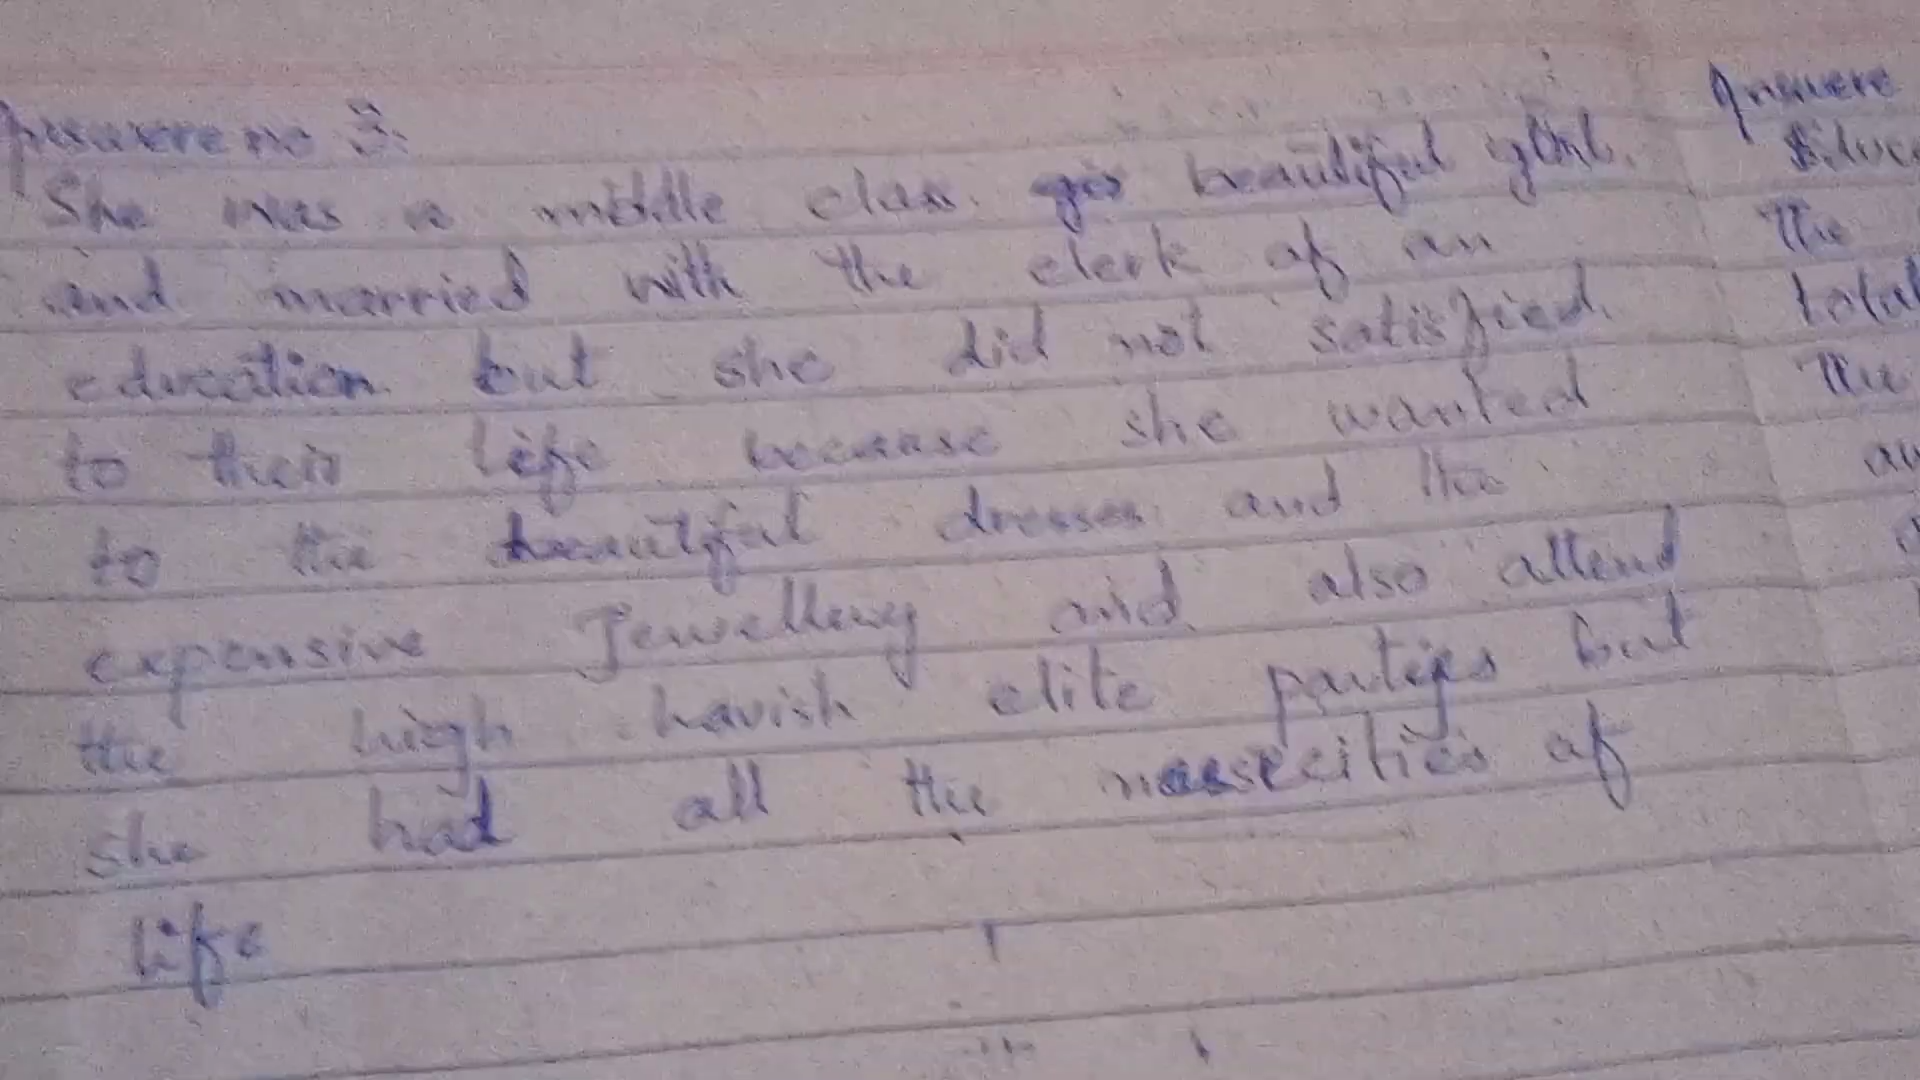 Answere no 3.
She was a middle class beautiful girl.
and married with the clerk of an
education but she did not satisfied
to their life because she wanted
to the beautiful dresses and the
expensive Jewellery and also attend
the high lavish elite parties but
she had all the nessecities of
life
Answere
The
total
The